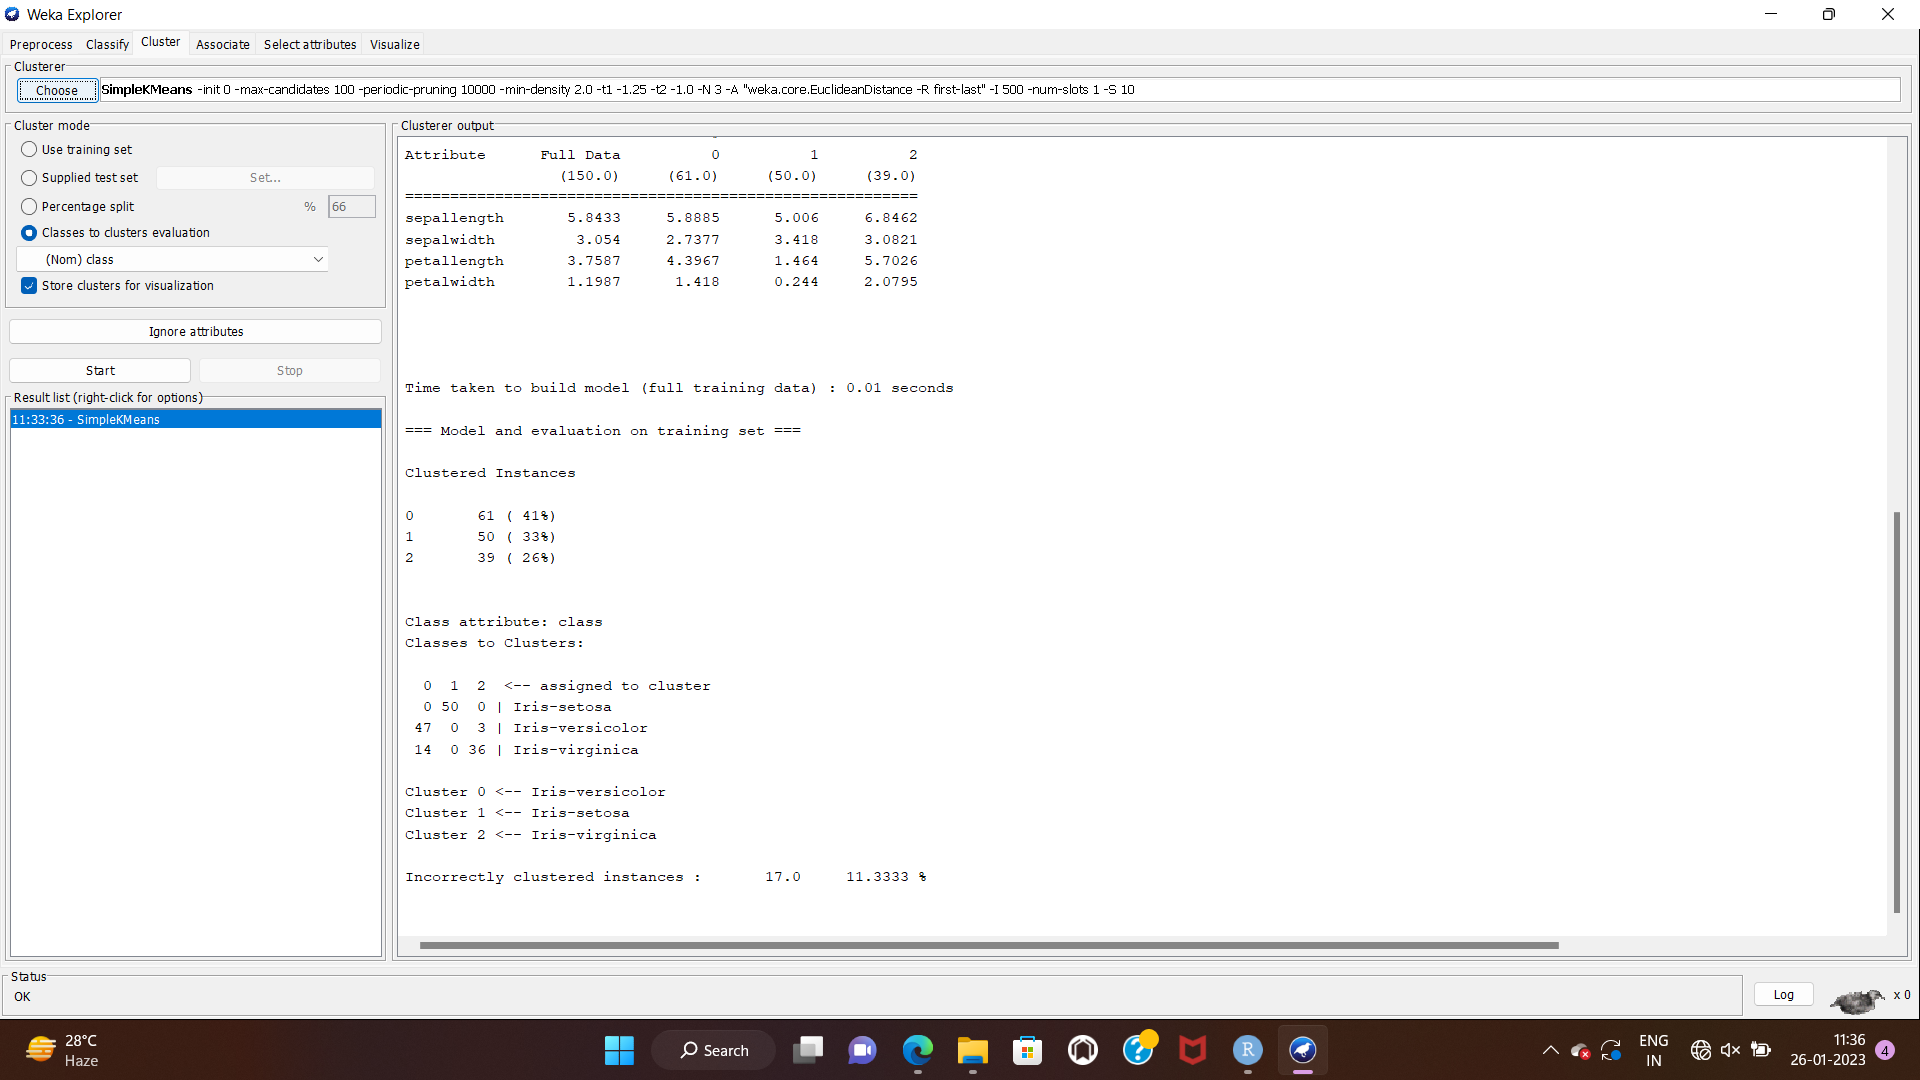 Weka Explorer
Preprocess Classify Cluster Associate Select attributes Visualize
Clusterer
Choose SimpleKMeans -init 0 -max-candidates 100 -periodic-pruning 10000 -min-density 2.0 -t1 -1.25 -t2 -1.0 -N 3 -A "weka.core.EuclideanDistance -R first-last" -I 500 -num-slots 1 -S 10
Cluster mode
Use training set
Supplied test set Set...
Percentage split % 66
Classes to clusters evaluation
(Nom) class
Store clusters for visualization
Ignore attributes
Start Stop
Result list (right-click for options)
11:33:36 - SimpleKMeans
Clusterer output
Attribute Full Data 0 1 2
(150.0) (61.0) (50.0) (39.0)
=========================================================
sepallength 5.8433 5.8885 5.006 6.8462
sepalwidth 3.054 2.7377 3.418 3.0821
petallength 3.7587 4.3967 1.464 5.7026
petalwidth 1.1987 1.418 0.244 2.0795
Time taken to build model (full training data) : 0.01 seconds
=== Model and evaluation on training set ===
Clustered Instances
0 61 ( 41%)
1 50 ( 33%)
2 39 ( 26%)
Class attribute: class
Classes to Clusters:
0 1 2 <-- assigned to cluster
0 50 0 | Iris-setosa
47 0 3 | Iris-versicolor
14 0 36 | Iris-virginica
Cluster 0 <-- Iris-versicolor
Cluster 1 <-- Iris-setosa
Cluster 2 <-- Iris-virginica
Incorrectly clustered instances : 17.0 11.3333 %
Status
OK
Log x 0
28°C
Haze
Search
R
ENG
IN
11:36
26-01-2023
4